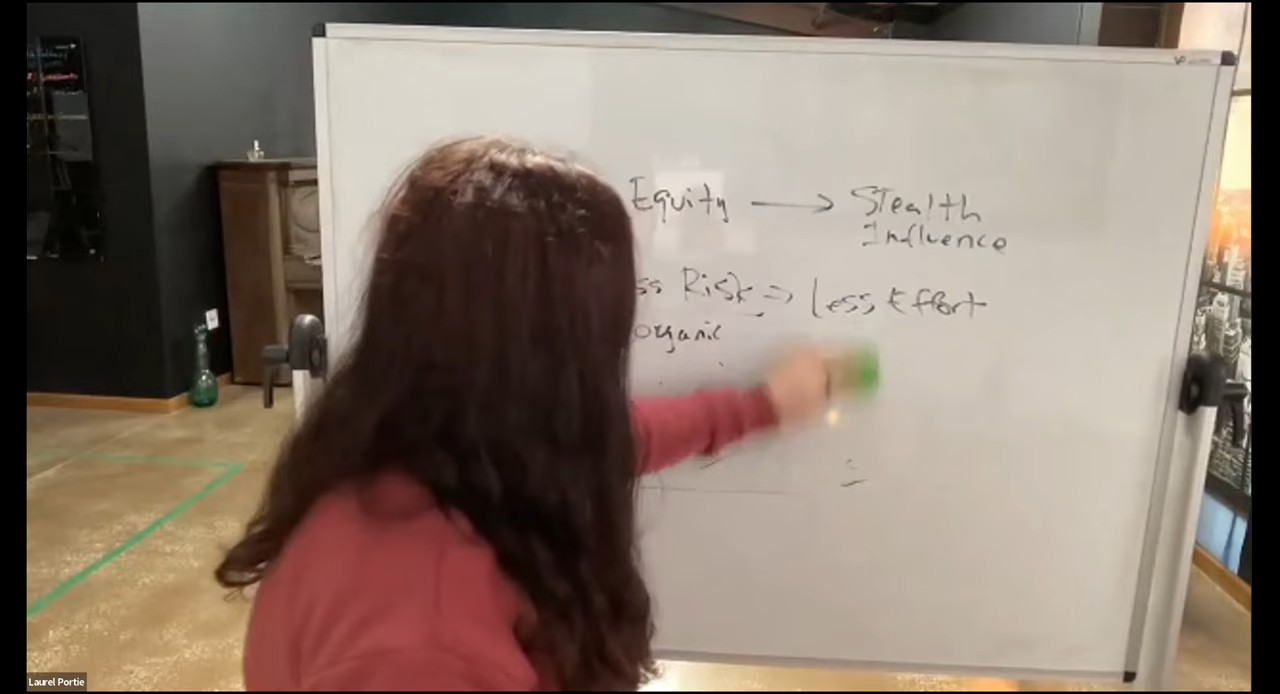 Equity → Stealth
Influence
ss Risk => Less Effort
organic
Laurel Portie